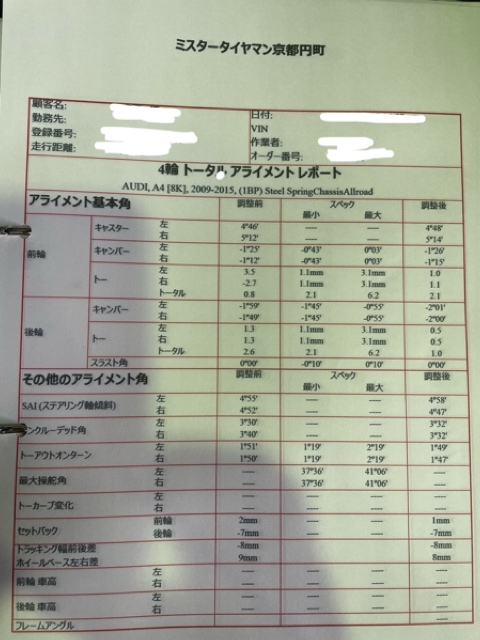 ミスタータイヤマン京都円町
顧客名:
勤務先:
登録番号:
走行距離:
日付:
VIN
作業者:
オーダー番号:
4輪 トータル アライメント レポート
AUDI, A4 [8K], 2009-2015, (1BP) Steel SpringChassisAllroad
アライメント基本角 調整前 スペック 調整後
最小 最大
前輪 キャスター 左 4°46' ---- ---- 4°48'
右 5°12' ---- ---- 5°14'
キャンバー 左 -1°25' -0°43' 0°03' -1°26'
右 -1°12' -0°43' 0°03' -1°15'
トー 左 3.5 1.1mm 3.1mm 1.0
右 -2.7 1.1mm 3.1mm 1.1
トータル 0.8 2.1 6.2 2.1
後輪 キャンバー 左 -1°59' -1°45' -0°55' -2°01'
右 -1°49' -1°45' -0°55' -2°00'
トー 左 1.3 1.1mm 3.1mm 0.5
右 1.3 1.1mm 3.1mm 0.5
トータル 2.6 2.1 6.2 1.0
スラスト角 0°00' -0°10' 0°10' 0°00'
その他のアライメント角 調整前 スペック 調整後
最小 最大
SAI (ステアリング軸傾斜) 左 4°55' ---- ---- 4°58'
右 4°52' ---- ---- 4°47'
ンクルーデッド角 左 3°30' ---- ---- 3°32'
右 3°40' ---- ---- 3°32'
トーアウトオンターン 左 1°51' 1°19' 2°19' 1°49'
右 1°50' 1°19' 2°19' 1°47'
最大操舵角 左 ---- 37°36' 41°06' ----
右 ---- 37°36' 41°06' ----
トーカーブ変化 左 ---- ---- ---- ----
右 ---- ---- ---- ----
セットバック 前輪 2mm ---- ---- 1mm
後輪 -7mm ---- ---- -7mm
トラッキング幅前後差 -8mm ---- ---- -8mm
ホイールベース左右差 9mm ---- ---- 8mm
前輪 車高 左 ---- ---- ---- ----
右 ---- ---- ---- ----
後輪 車高 左 ---- ---- ---- ----
右 ---- ---- ---- ----
フレームアングル ---- ----